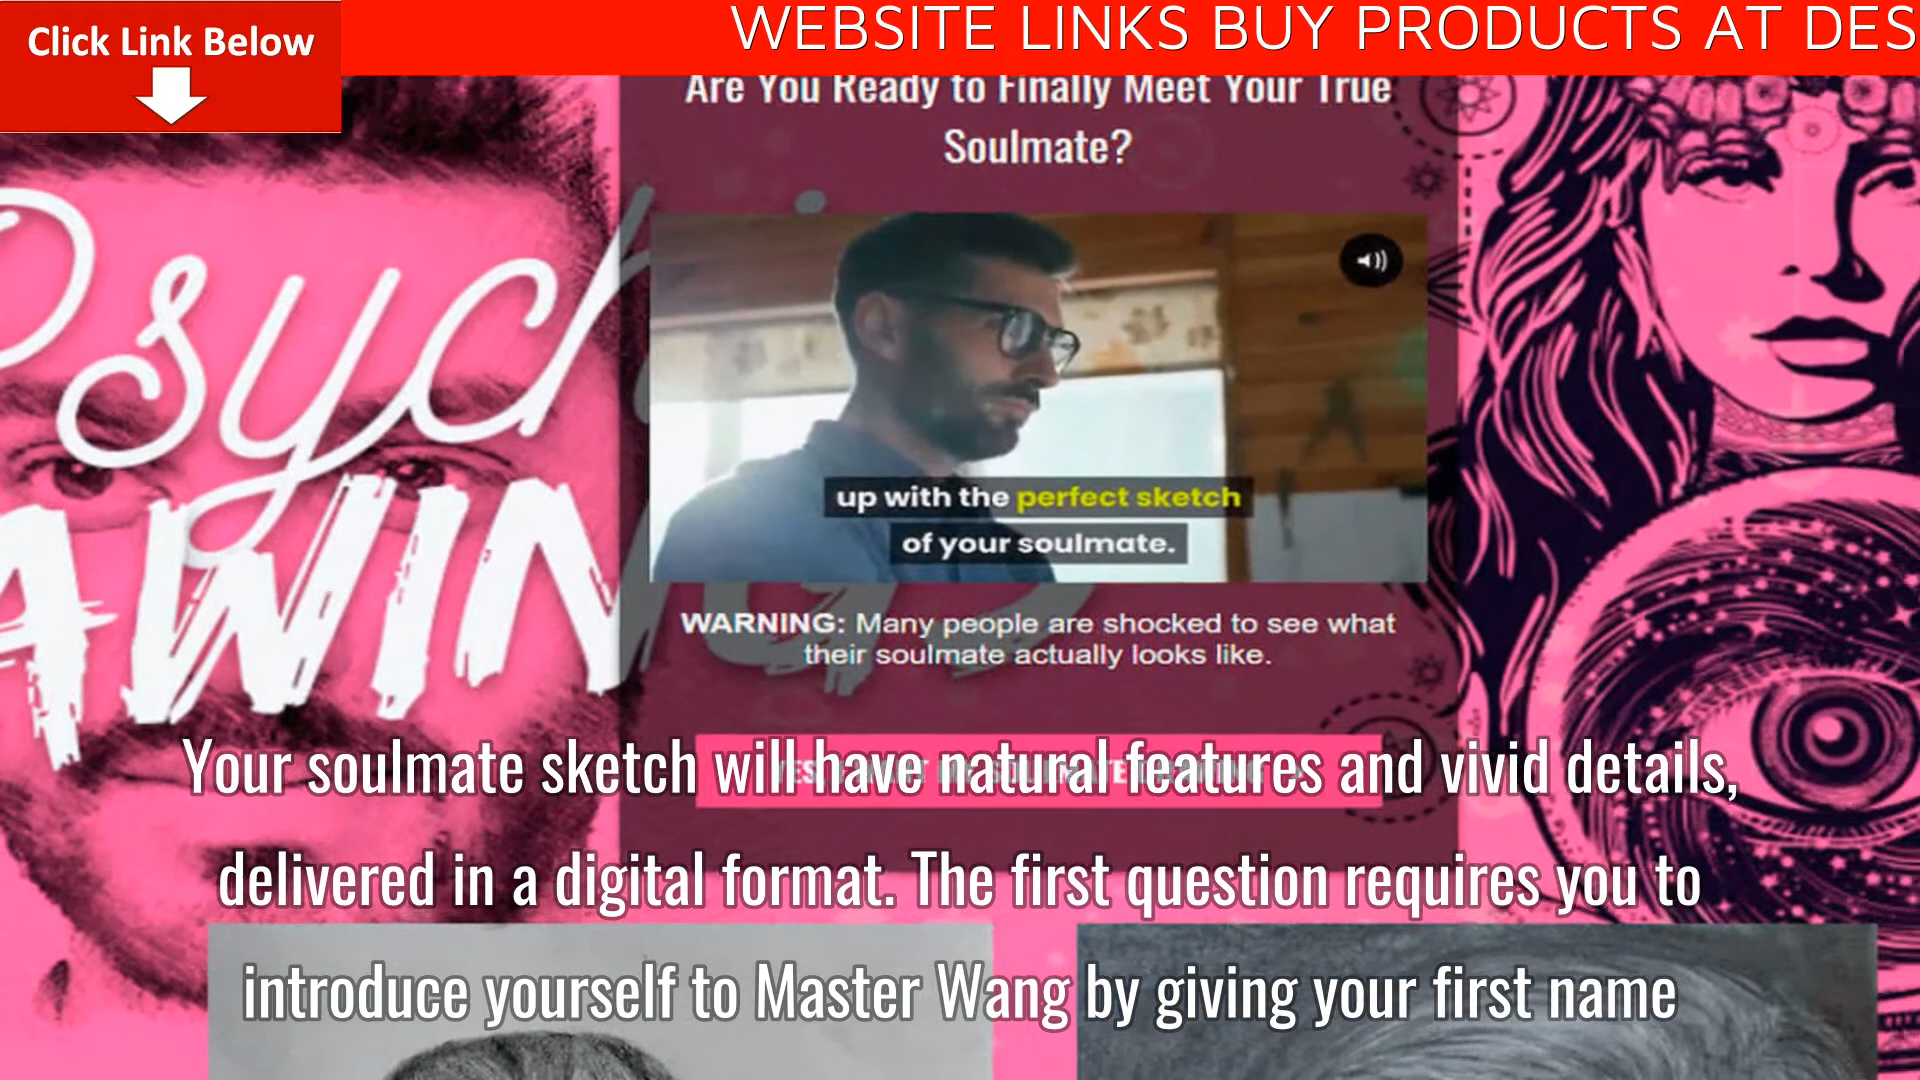 Click Link Below
WEBSITE LINKS BUY PRODUCTS AT DES
Are You Ready to Finally Meet Your True
Soulmate?
Psych
AWIN
up with the perfect sketch
of your soulmate.
WARNING: Many people are shocked to see what
their soulmate actually looks like.
Your soulmate sketch will have natural features and vivid details,
delivered in a digital format. The first question requires you to
introduce yourself to Master Wang by giving your first name